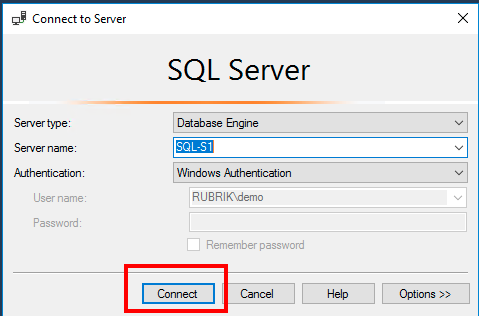 Connect to Server
SQL Server
Server type: Database Engine
Server name: SQL-S1
Authentication: Windows Authentication
User name: RUBRIK\demo
Password:
Remember password
Connect Cancel Help Options >>